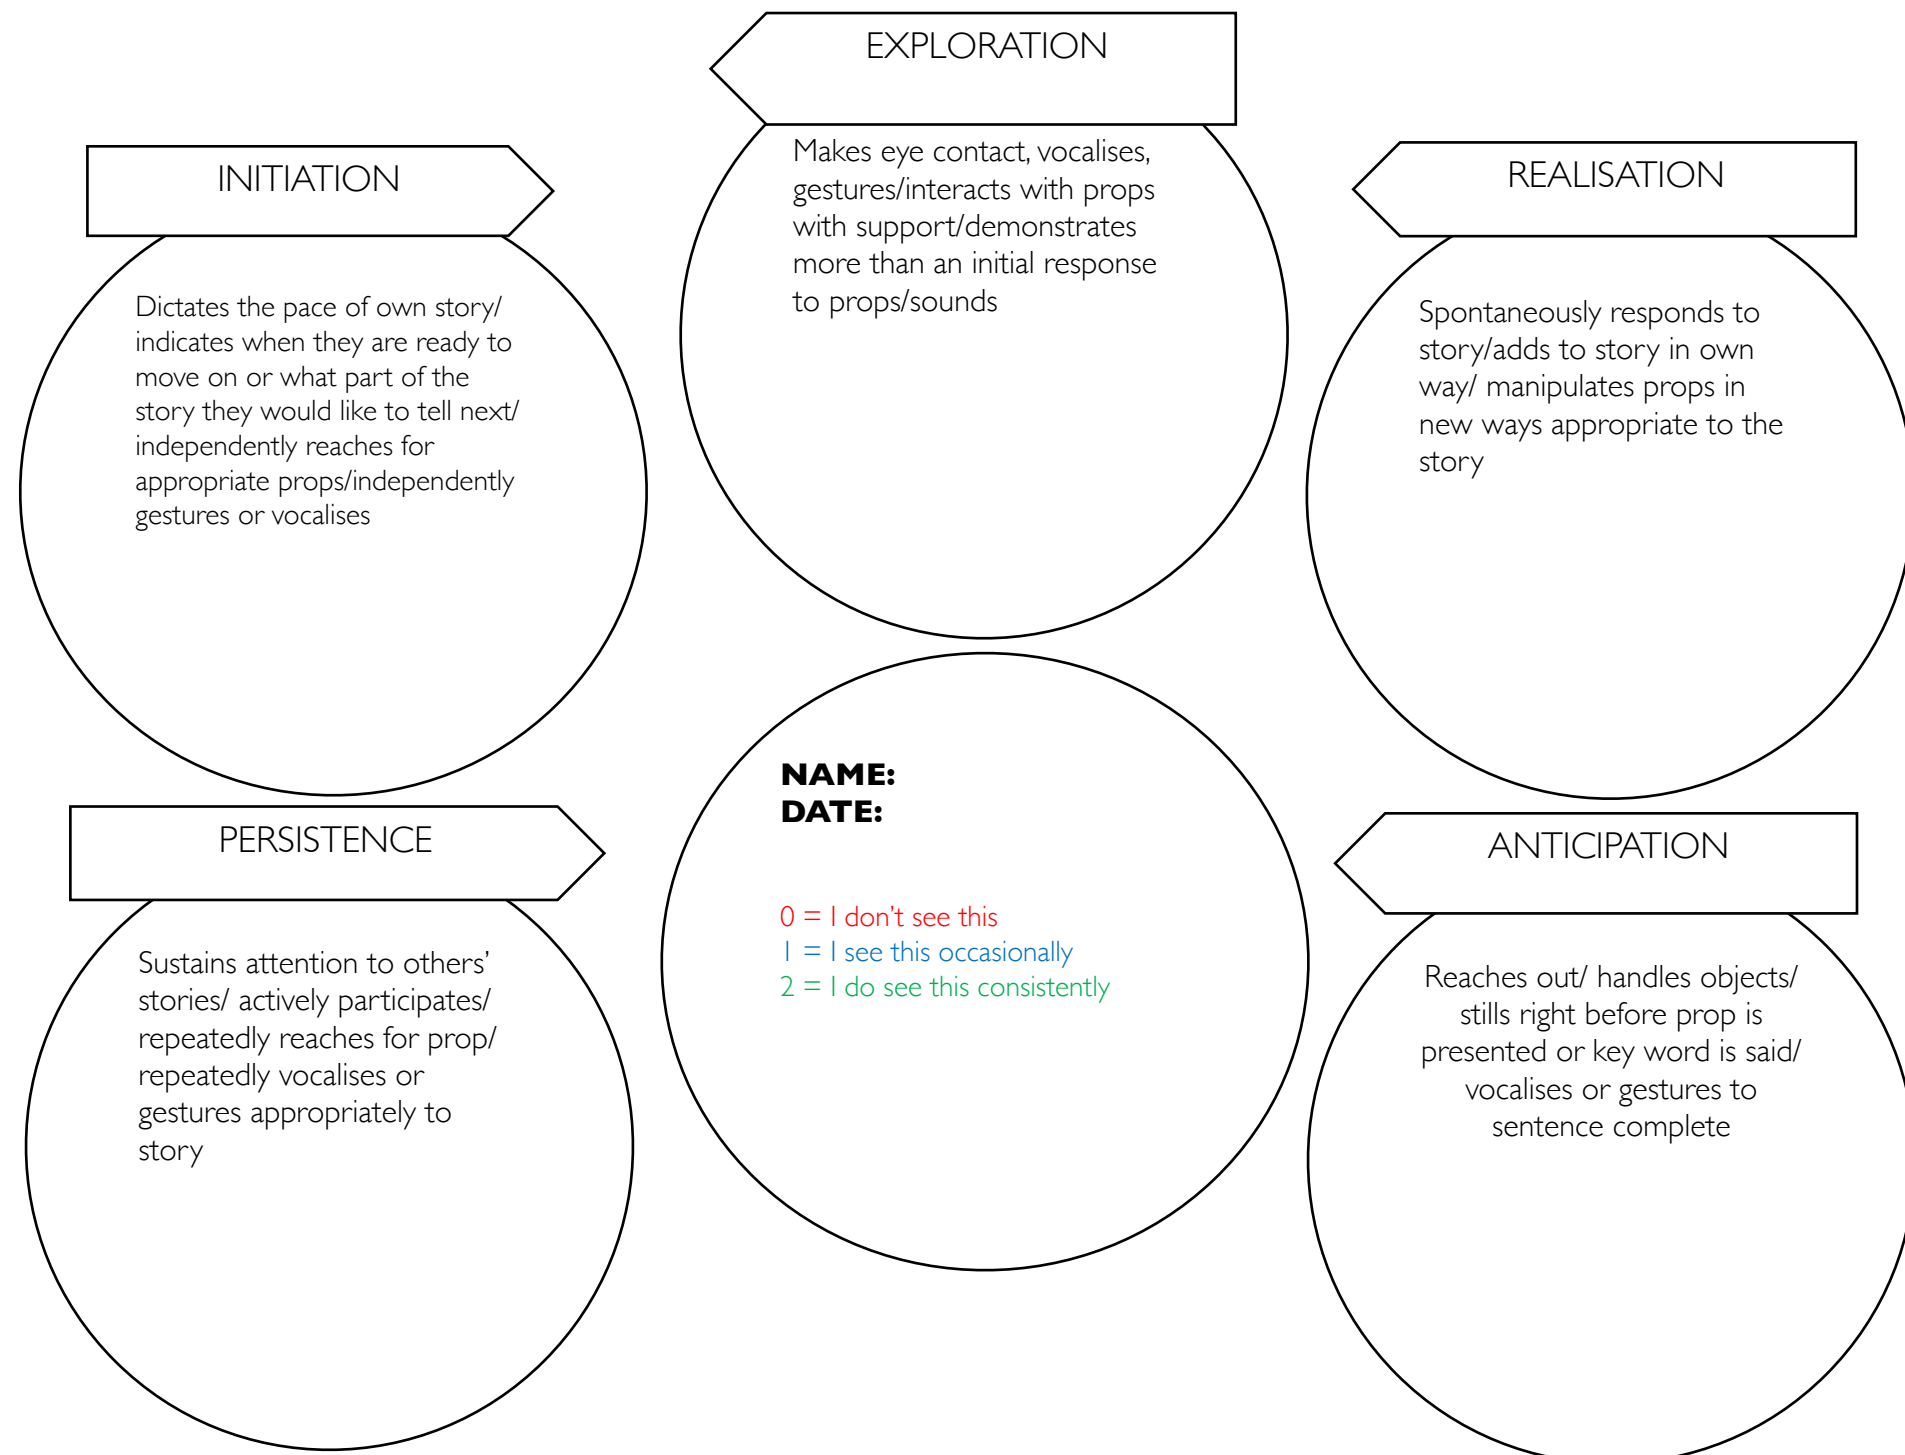 EXPLORATION
Makes eye contact, vocalises,
gestures/interacts with props
with support/demonstrates
more than an initial response
to props/sounds
INITIATION
Dictates the pace of own story/
indicates when they are ready to
move on or what part of the
story they would like to tell next/
independently reaches for
appropriate props/independently
gestures or vocalises
REALISATION
Spontaneously responds to
story/adds to story in own
way/ manipulates props in
new ways appropriate to the
story
NAME:
DATE:
0 = I don’t see this
1 = I see this occasionally
2 = I do see this consistently
PERSISTENCE
Sustains attention to others’
stories/ actively participates/
repeatedly reaches for prop/
repeatedly vocalises or
gestures appropriately to
story
ANTICIPATION
Reaches out/ handles objects/
stills right before prop is
presented or key word is said/
vocalises or gestures to
sentence complete